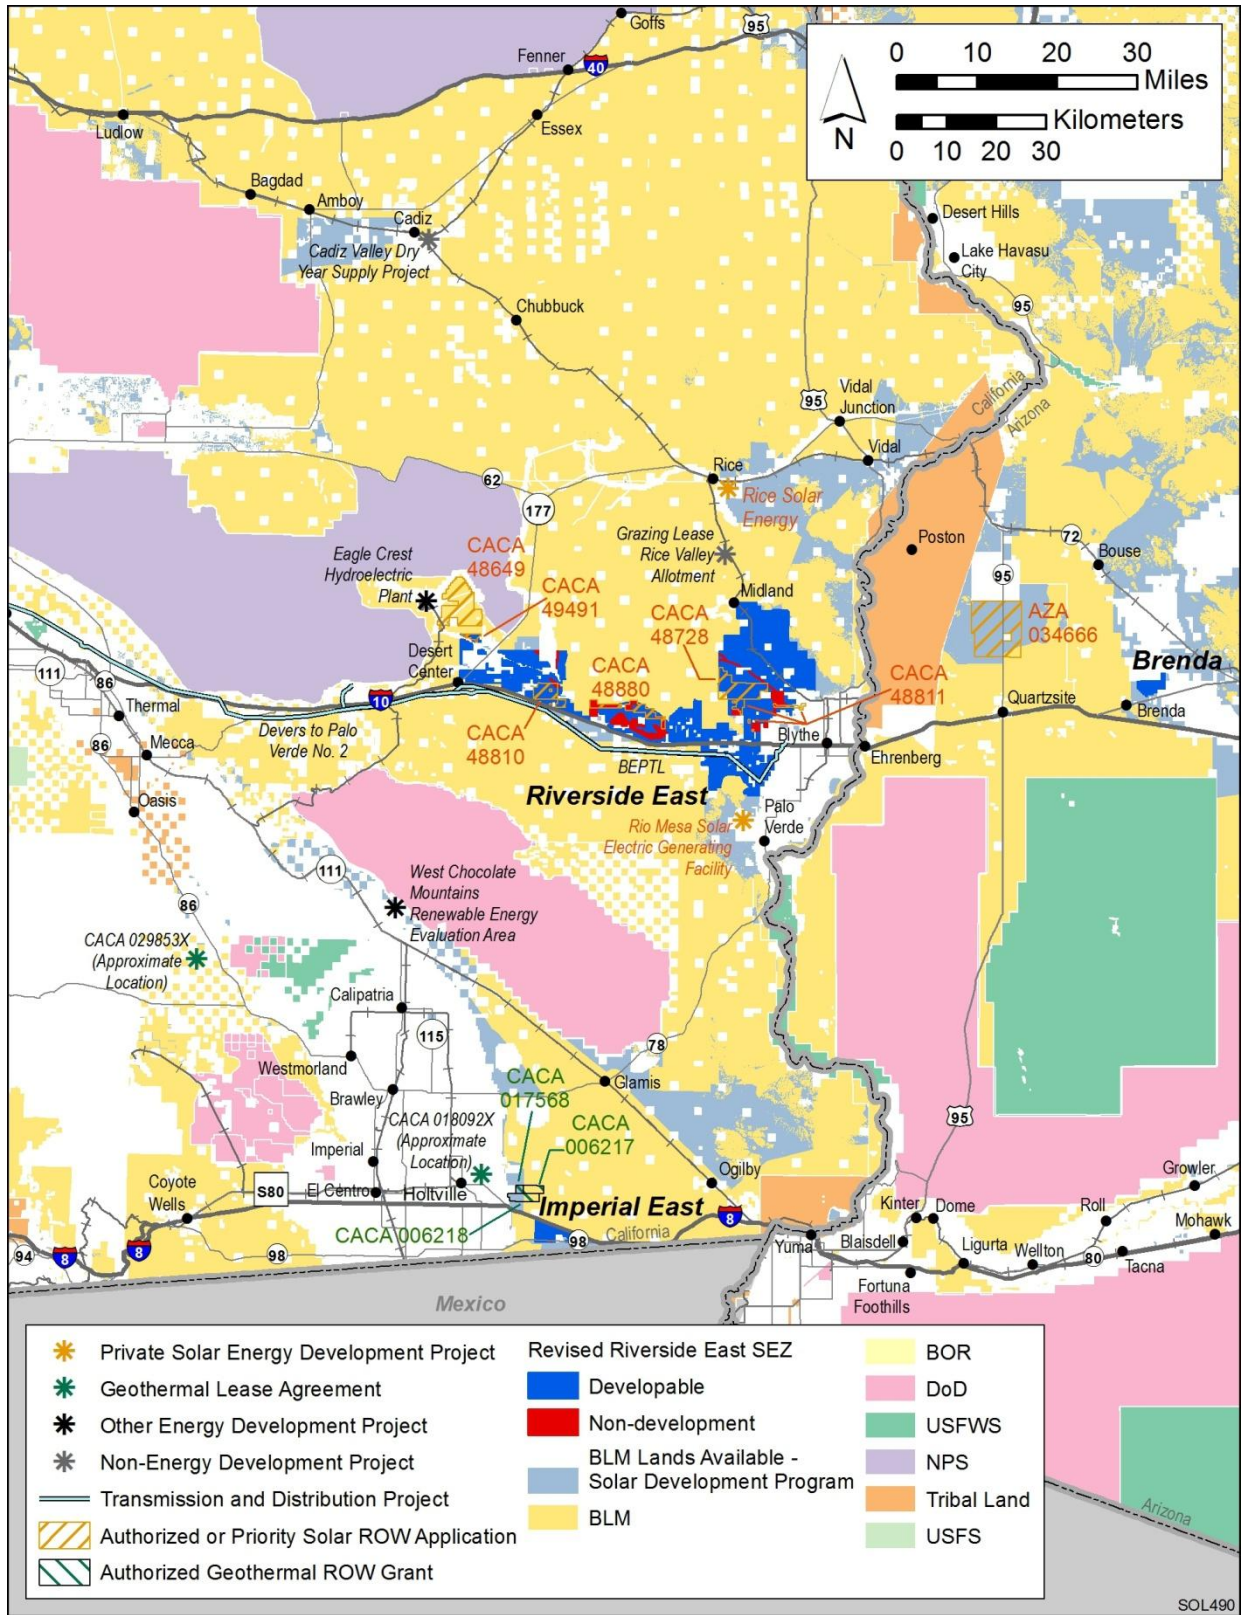 Goffs
95
Fenner
40
0 10 20 30
Miles
Kilometers
0 10 20 30
N
Ludlow
Essex
Bagdad
Amboy
Cadiz
Cadiz Valley Dry
Year Supply Project
Desert Hills
Lake Havasu
City
95
Chubbuck
95
Vidal
Junction
California
Arizona
Vidal
Rice
62
177
Rice Solar
Energy
Grazing Lease
Rice Valley
Allotment
Poston
72
Bouse
95
Eagle Crest
Hydroelectric
Plant
CACA
48649
CACA
49491
CACA
48728
Midland
AZA
034666
Brenda
Desert
Center
CACA
48880
CACA
48811
111
86
Thermal
10
Quartzsite
Brenda
86
Mecca
Devers to Palo
Verde No. 2
CACA
48810
BEPTL
Blythe
Ehrenberg
Riverside East
Oasis
Palo
Verde
Rio Mesa Solar
Electric Generating
Facility
111
West Chocolate
Mountains
Renewable Energy
Evaluation Area
86
CACA 029853X
(Approximate
Location)
Calipatria
115
78
Westmorland
Glamis
CACA
017568
Brawley
CACA 018092X
(Approximate
Location)
CACA
006217
95
Imperial
Ogilby
Growler
Coyote
Wells
S80
El Centro
Holtville
Imperial East
Kinter
Dome
Roll
Mohawk
CACA 006218
California
8
98
94
8
8
98
Yuma
Blaisdell
Ligurta
Wellton
80
Tacna
Fortuna
Foothills
Mexico
Arizona
Private Solar Energy Development Project
Geothermal Lease Agreement
Other Energy Development Project
Non-Energy Development Project
Transmission and Distribution Project
Authorized or Priority Solar ROW Application
Authorized Geothermal ROW Grant
Revised Riverside East SEZ
Developable
Non-development
BLM Lands Available -
Solar Development Program
BLM
BOR
DoD
USFWS
NPS
Tribal Land
USFS
SOL490